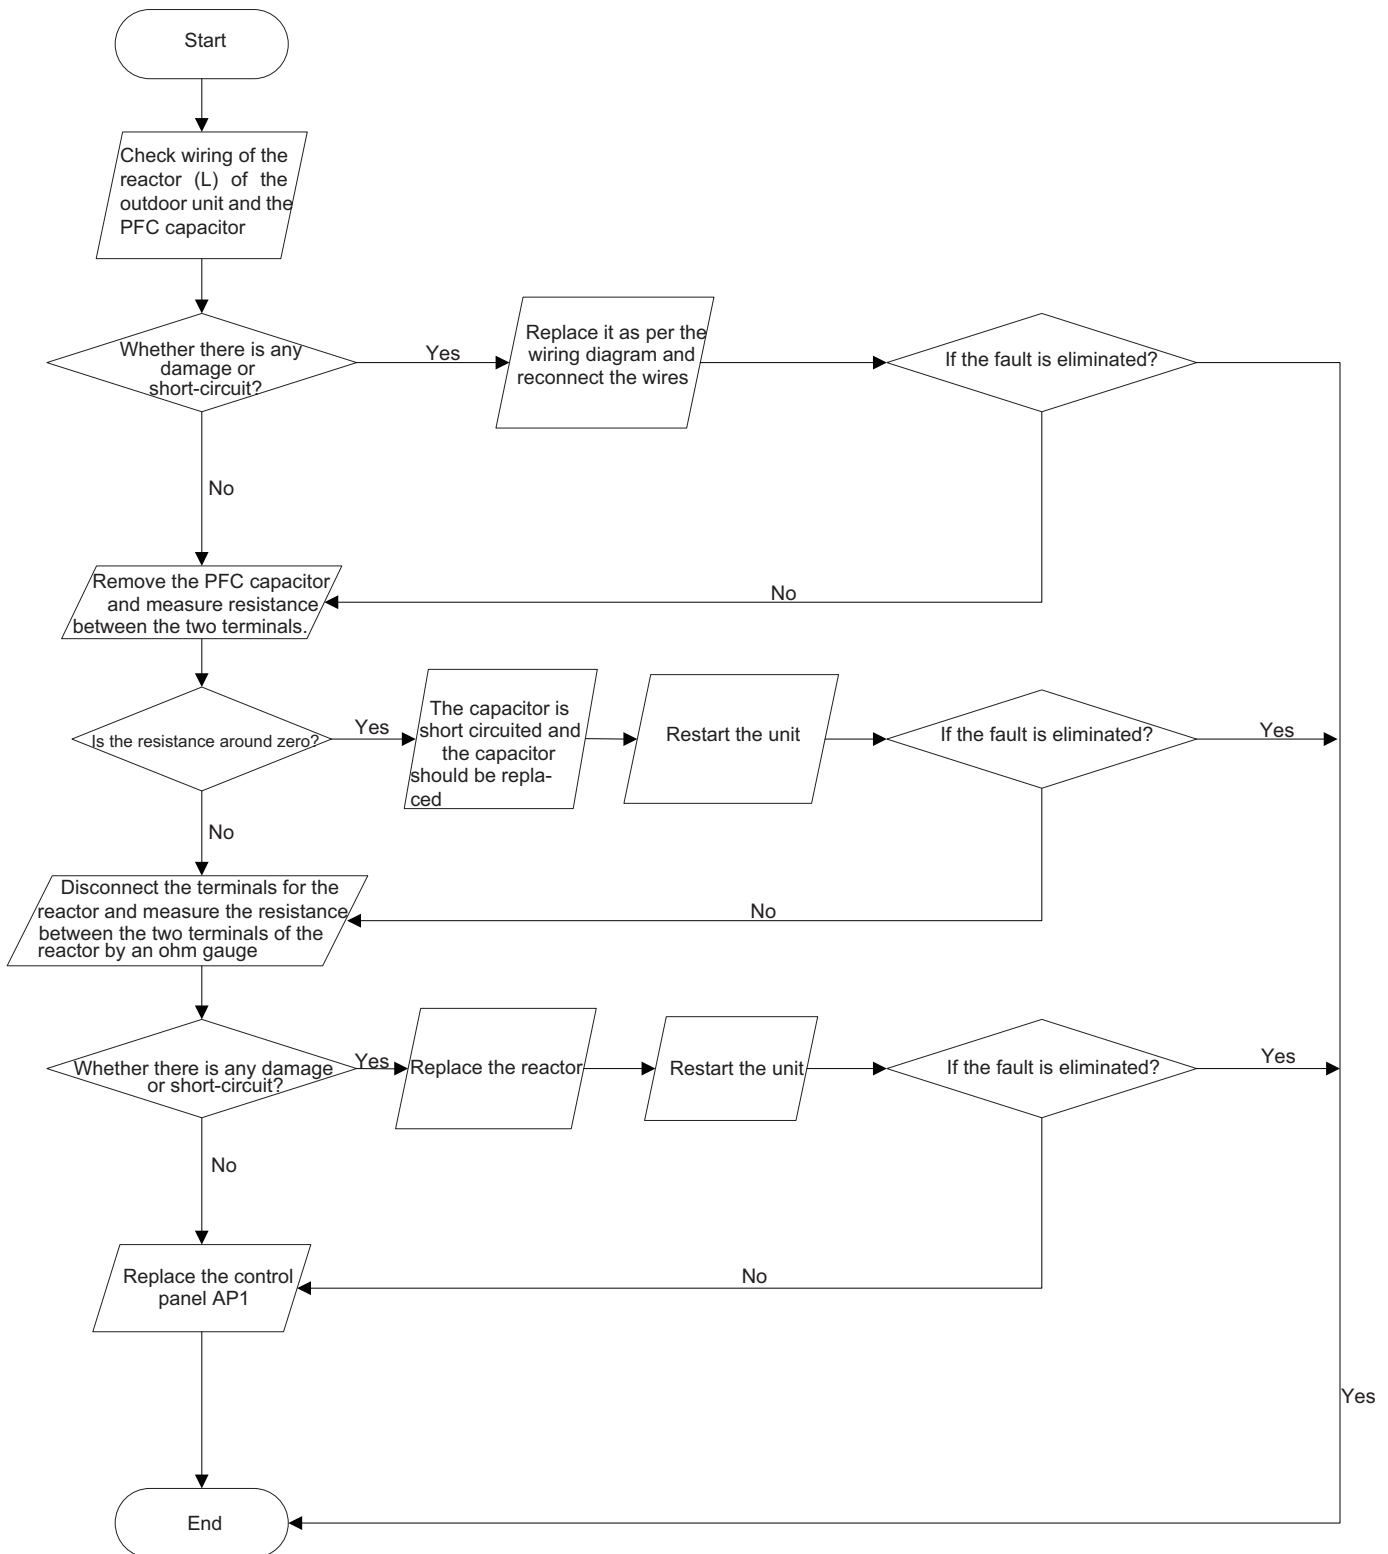 Start
Check wiring of the
reactor (L) of the
outdoor unit and the
PFC capacitor
Whether there is any
damage or
short-circuit?
Yes
Replace it as per the
wiring diagram and
reconnect the wires
If the fault is eliminated?
No
Remove the PFC capacitor
and measure resistance
between the two terminals.
No
Is the resistance around zero?
Yes
The capacitor is
short circuited and
the capacitor
should be repla-
ced
Restart the unit
If the fault is eliminated?
Yes
No
Disconnect the terminals for the
reactor and measure the resistance
between the two terminals of the
reactor by an ohm gauge
No
Whether there is any damage
or short-circuit?
Yes
Replace the reactor
Restart the unit
If the fault is eliminated?
Yes
No
Replace the control
panel AP1
No
Yes
End